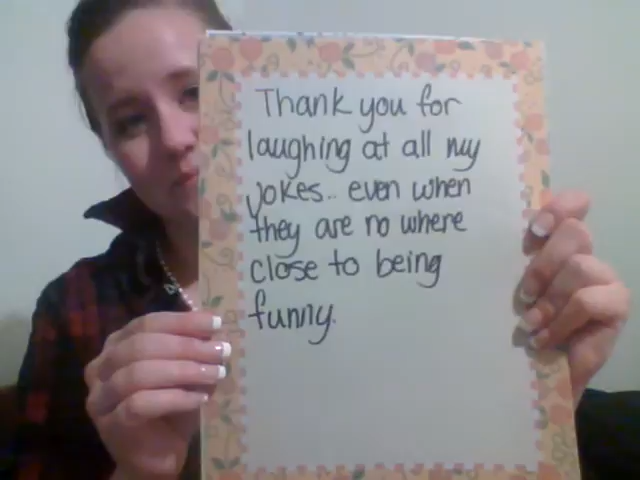 Thank you for
laughing at all my
jokes.. even when
they are no where
close to being
funny.